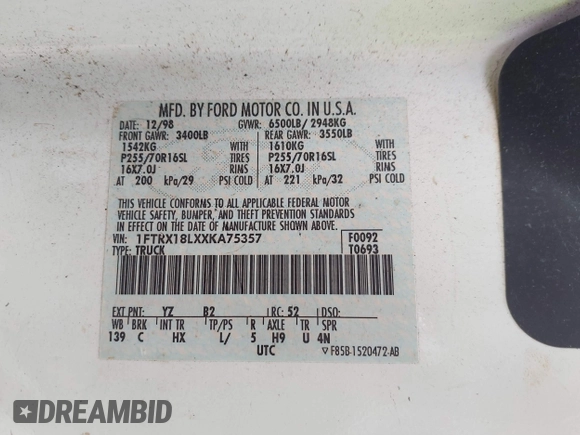 MFD. BY FORD MOTOR CO. IN U.S.A.
DATE: 12/98 GVWR: 6500LB/ 2948KG
FRONT GAWR: 3400LB REAR GAWR: 3550LB
1542KG WITH 1610KG WITH
P255/70R16SL TIRES P255/70R16SL TIRES
16X7.0J RIMS 16X7.0J RIMS
AT 200 kPa/29 PSI COLD AT 221 kPa/32 PSI COLD
THIS VEHICLE CONFORMS TO ALL APPLICABLE FEDERAL MOTOR
VEHICLE SAFETY, BUMPER, AND THEFT PREVENTION STANDARDS
IN EFFECT ON THE DATE OF MANUFACTURE SHOWN ABOVE.
VIN: 1FTRX18LXXKA75357 F0092
TYPE: TRUCK T0693
EXT PNT: YZ B2 RC: 52 DSO:
WB BRK INT TR TP/PS R AXLE TR SPR
139 C HX L/ 5 H9 U 4N
UTC ▽ F85B-1520472-AB
DREAMBID